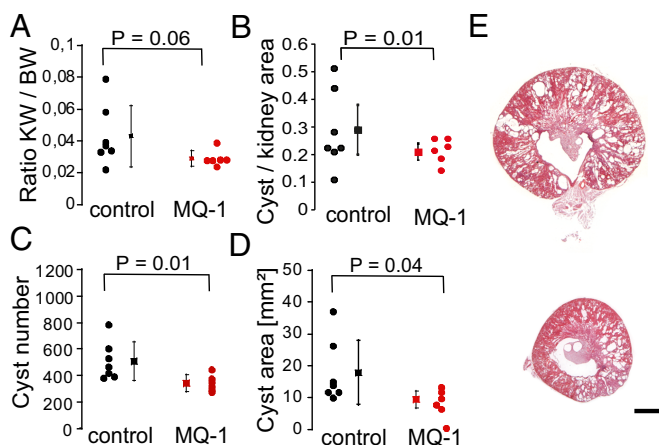 A
Ratio KW / BW
0,1
0,08
0,06
0,04
0,02
0
P = 0.06
control
MQ-1
B
Cyst / kidney area
0.6
0.5
0.4
0.3
0.2
0.1
0
P = 0.01
control
MQ-1
C
Cyst number
1200
1000
800
600
400
200
0
P = 0.01
control
MQ-1
D
Cyst area [mm²]
50
40
30
20
10
0
P = 0.04
control
MQ-1
E